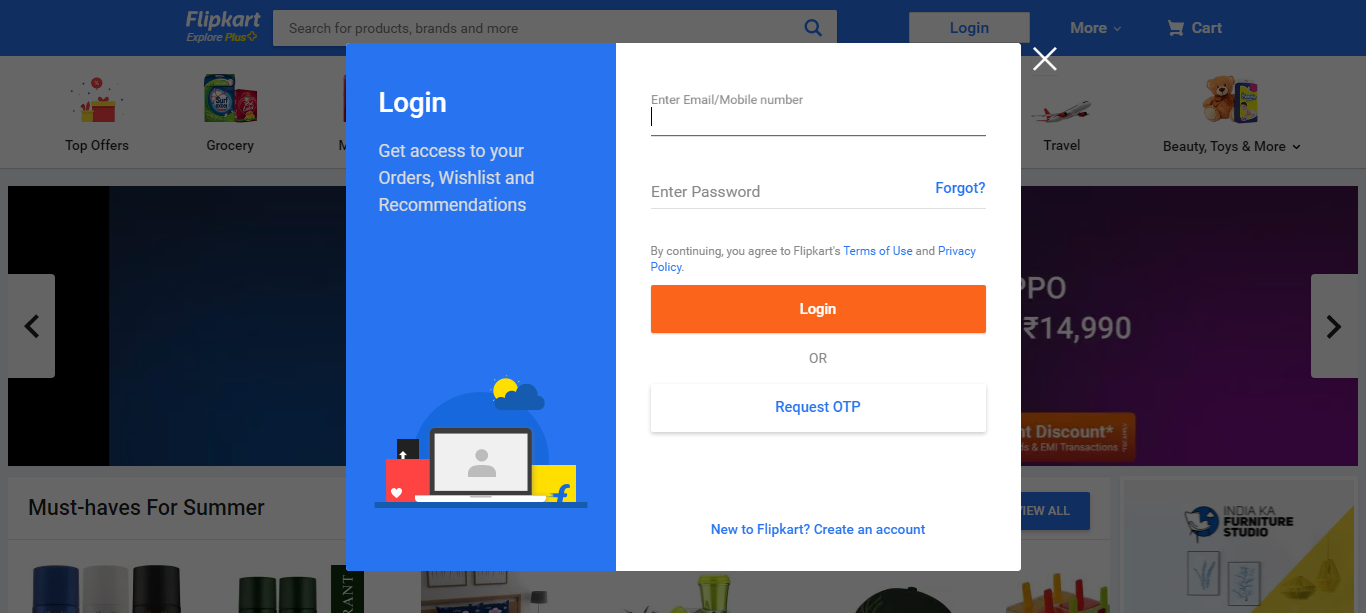 Flipkart
Explore Plus
Search for products, brands and more
Login
More
Cart
Top Offers
Grocery
M
Travel
Beauty, Toys & More
Login
Get access to your
Orders, Wishlist and
Recommendations
Enter Email/Mobile number
Enter Password
Forgot?
By continuing, you agree to Flipkart's Terms of Use and Privacy
Policy.
Login
OR
Request OTP
New to Flipkart? Create an account
PPO
₹14,990
nt Discount*
ds & EMI Transactions
Must-haves For Summer
VIEW ALL
INDIA KA
FURNITURE
STUDIO
RANT